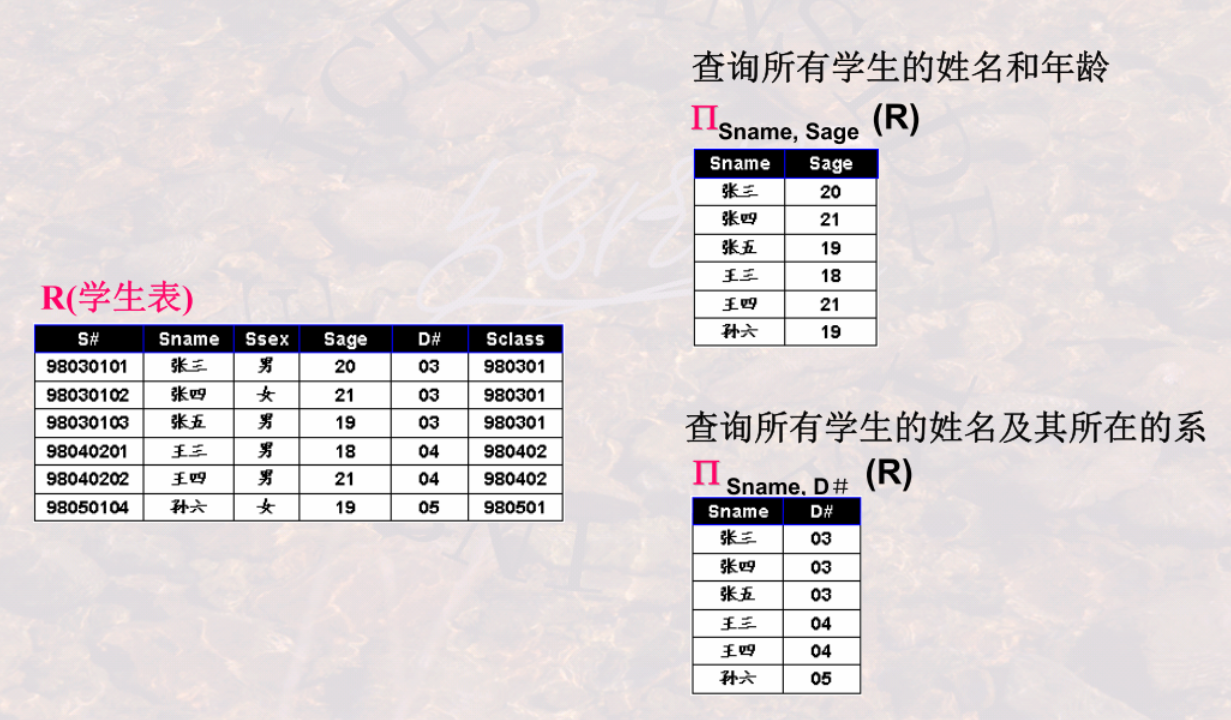 查询所有学生的姓名和年龄
Π Sname, Sage (R)
Sname Sage
张三 20
张四 21
张五 19
王三 18
王四 21
孙六 19
R(学生表)
S# Sname Ssex Sage D# Sclass
98030101 张三 男 20 03 980301
98030102 张四 女 21 03 980301
98030103 张五 男 19 03 980301
98040201 王三 男 18 04 980402
98040202 王四 男 21 04 980402
98050104 孙六 女 19 05 980501
查询所有学生的姓名及其所在的系
Π Sname, D# (R)
Sname D#
张三 03
张四 03
张五 03
王三 04
王四 04
孙六 05